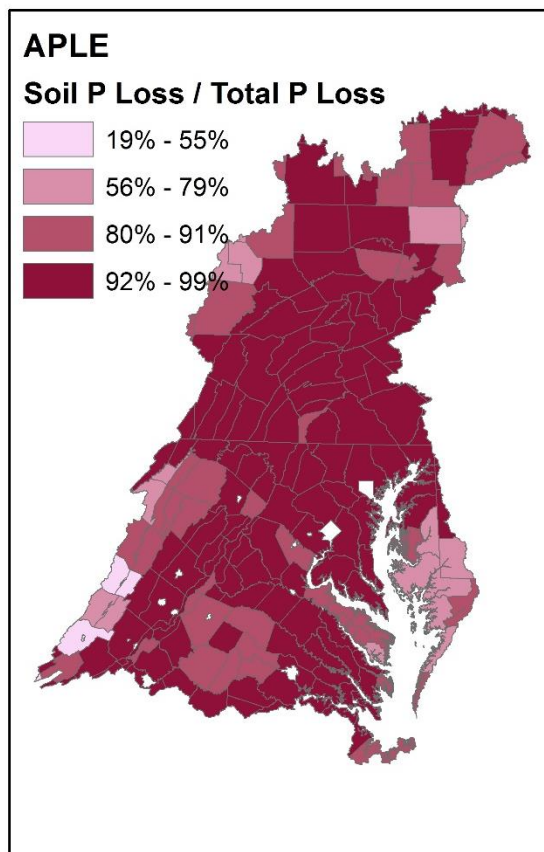 APLE
Soil P Loss / Total P Loss
19% - 55%
56% - 79%
80% - 91%
92% - 99%